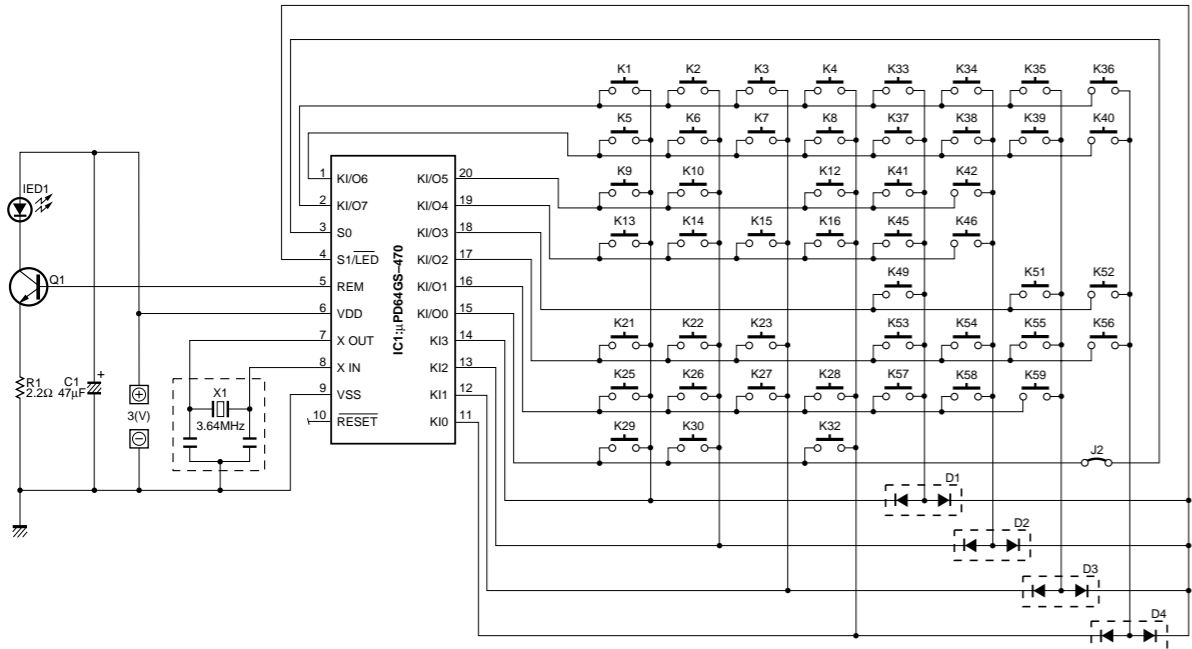 K1 K2 K3 K4 K33 K34 K35 K36
K5 K6 K7 K8 K37 K38 K39 K40
K9 K10 K12 K41 K42
K13 K14 K15 K16 K45 K46
K49 K51 K52
K21 K22 K23 K53 K54 K55 K56
K25 K26 K27 K28 K57 K58 K59
K29 K30 K32
J2
D1
D2
D3
D4
IED1
Q1
R1
2.2Ω
C1
47μF
+
+
3(V)
−
X1
3.64MHz
IC1:μPD64GS–470
1 KI/O6
2 KI/O7
3 S0
4 S1/LED
5 REM
6 VDD
7 X OUT
8 X IN
9 VSS
10 RESET
KI/O5 20
KI/O4 19
KI/O3 18
KI/O2 17
KI/O1 16
KI/O0 15
KI3 14
KI2 13
KI1 12
KI0 11